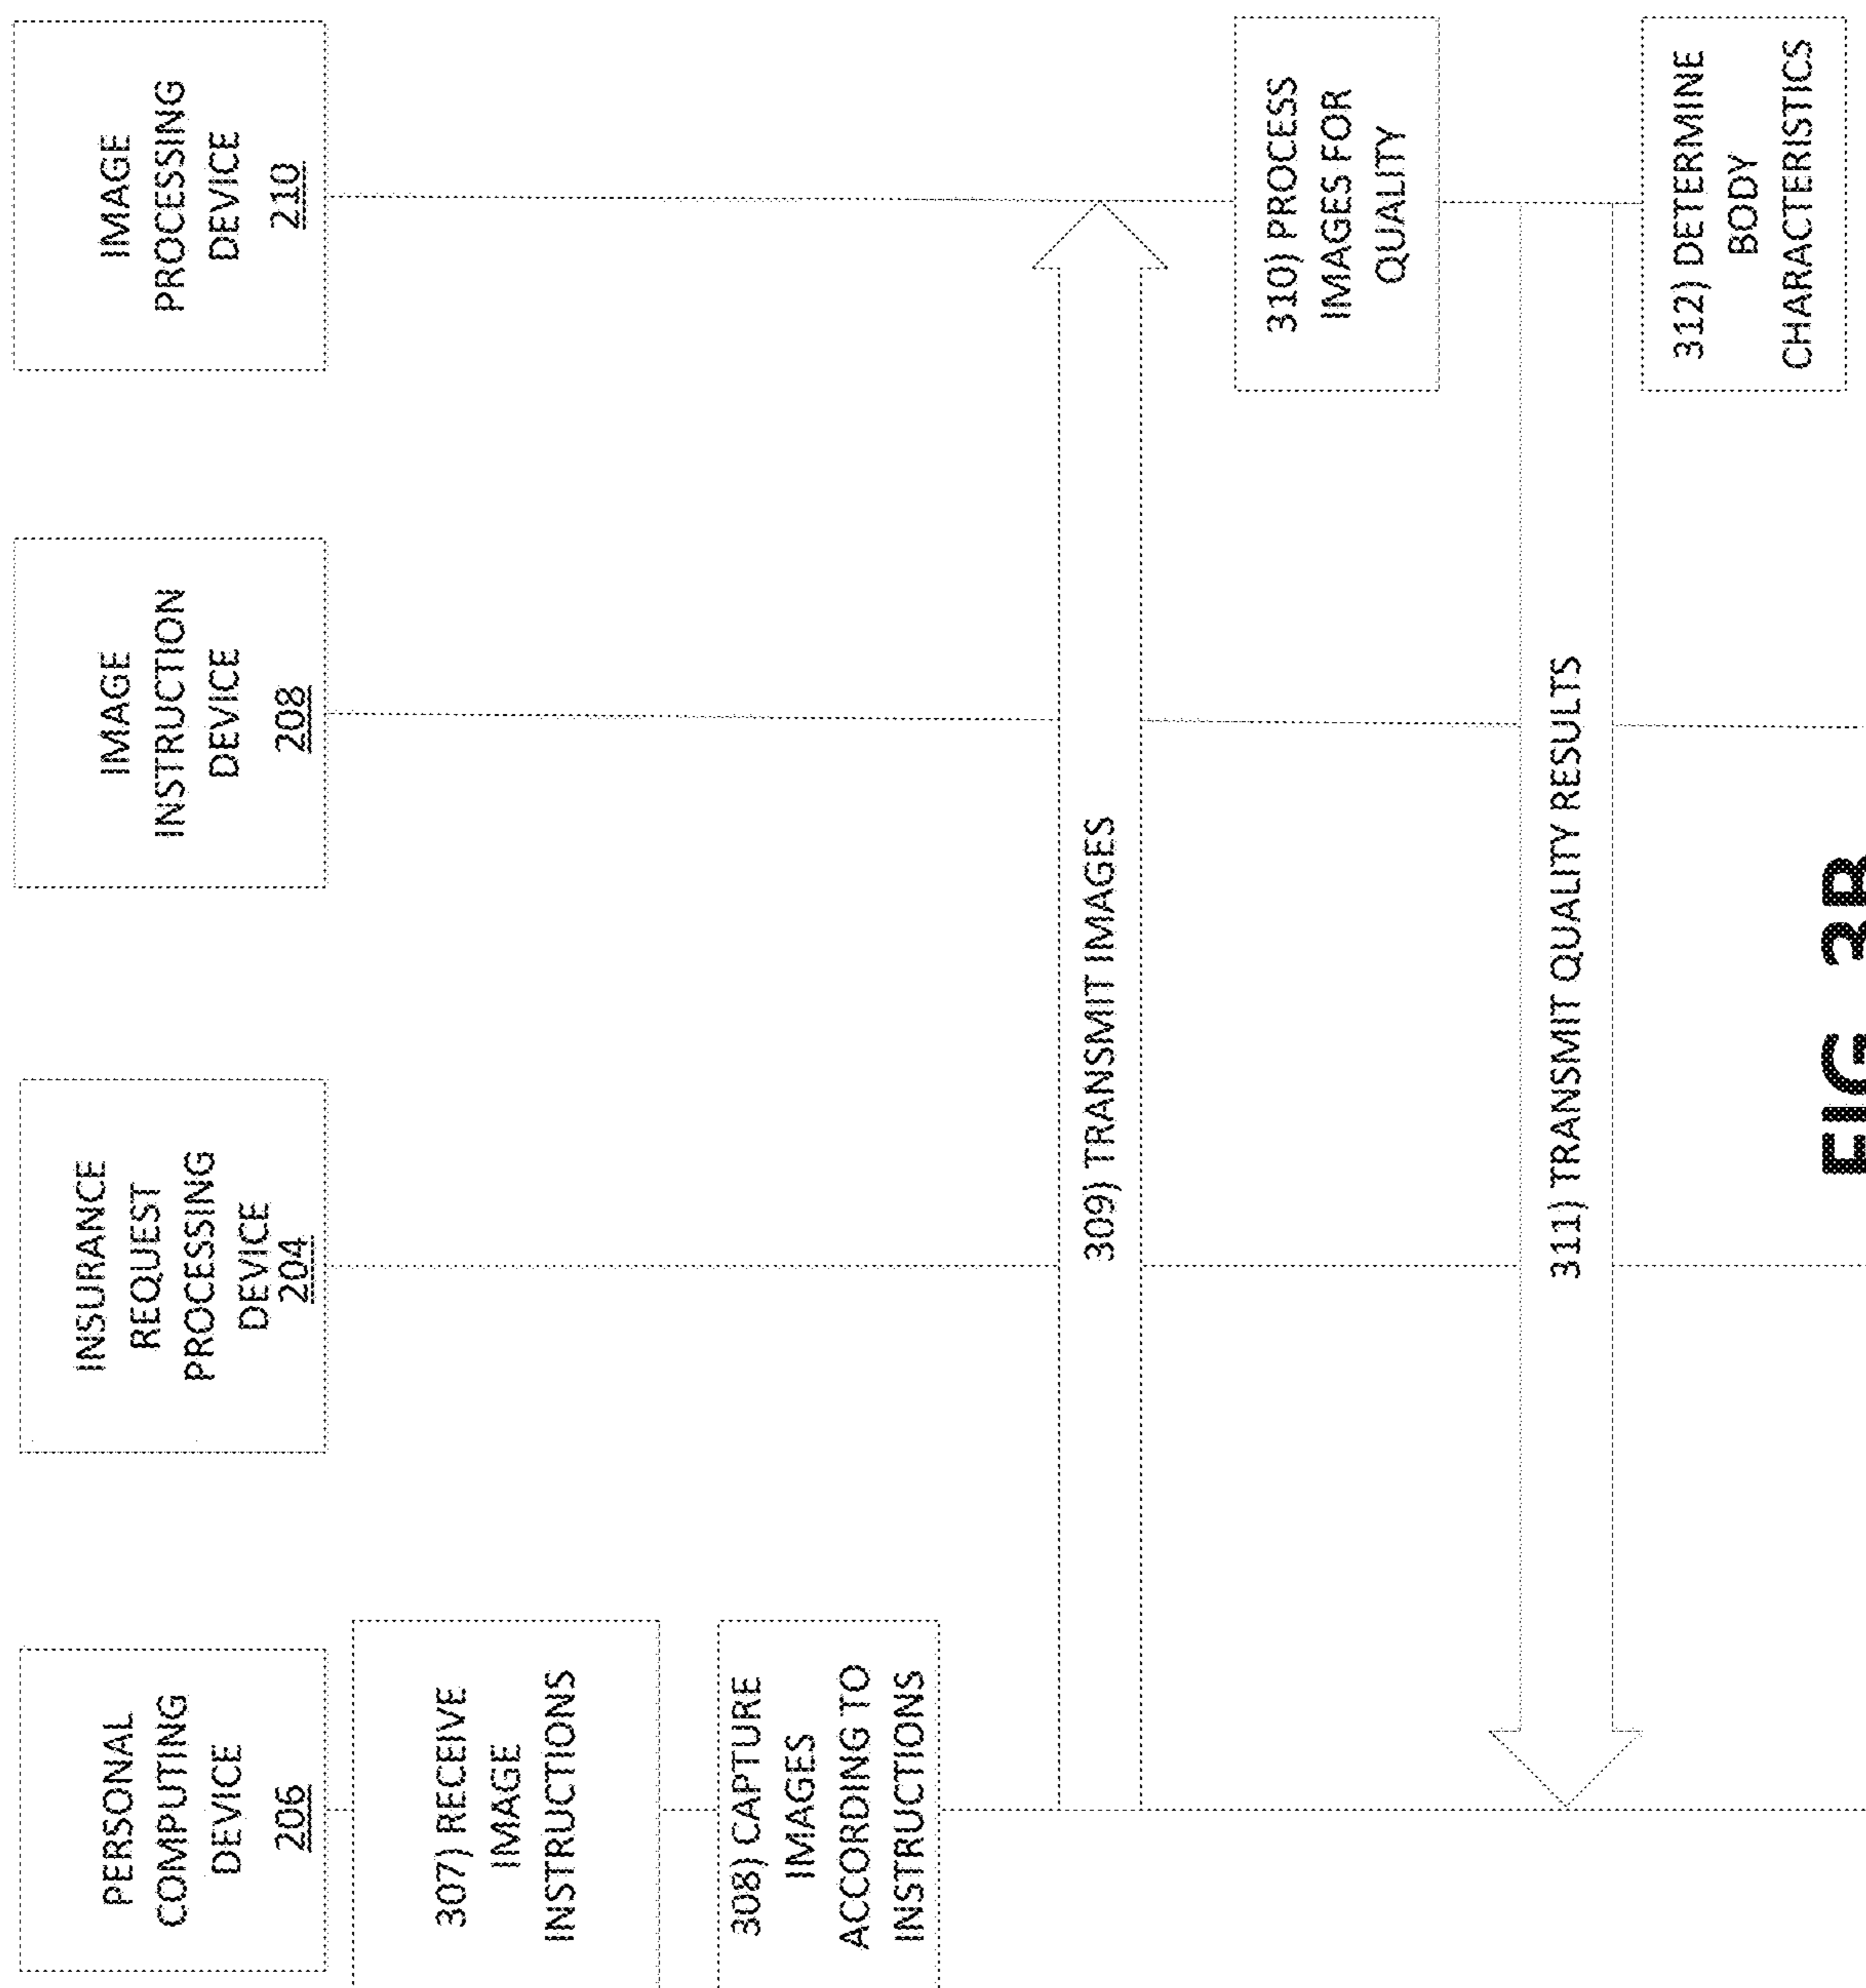 PERSONAL
COMPUTING
DEVICE
206
INSURANCE
REQUEST
PROCESSING
DEVICE
204
IMAGE
INSTRUCTION
DEVICE
208
IMAGE
PROCESSING
DEVICE
210
307) RECEIVE
IMAGE
INSTRUCTIONS
308) CAPTURE
IMAGES
ACCORDING TO
INSTRUCTIONS
309) TRANSMIT IMAGES
310) PROCESS
IMAGES FOR
QUALITY
311) TRANSMIT QUALITY RESULTS
312) DETERMINE
BODY
CHARACTERISTICS
FIG. 3B